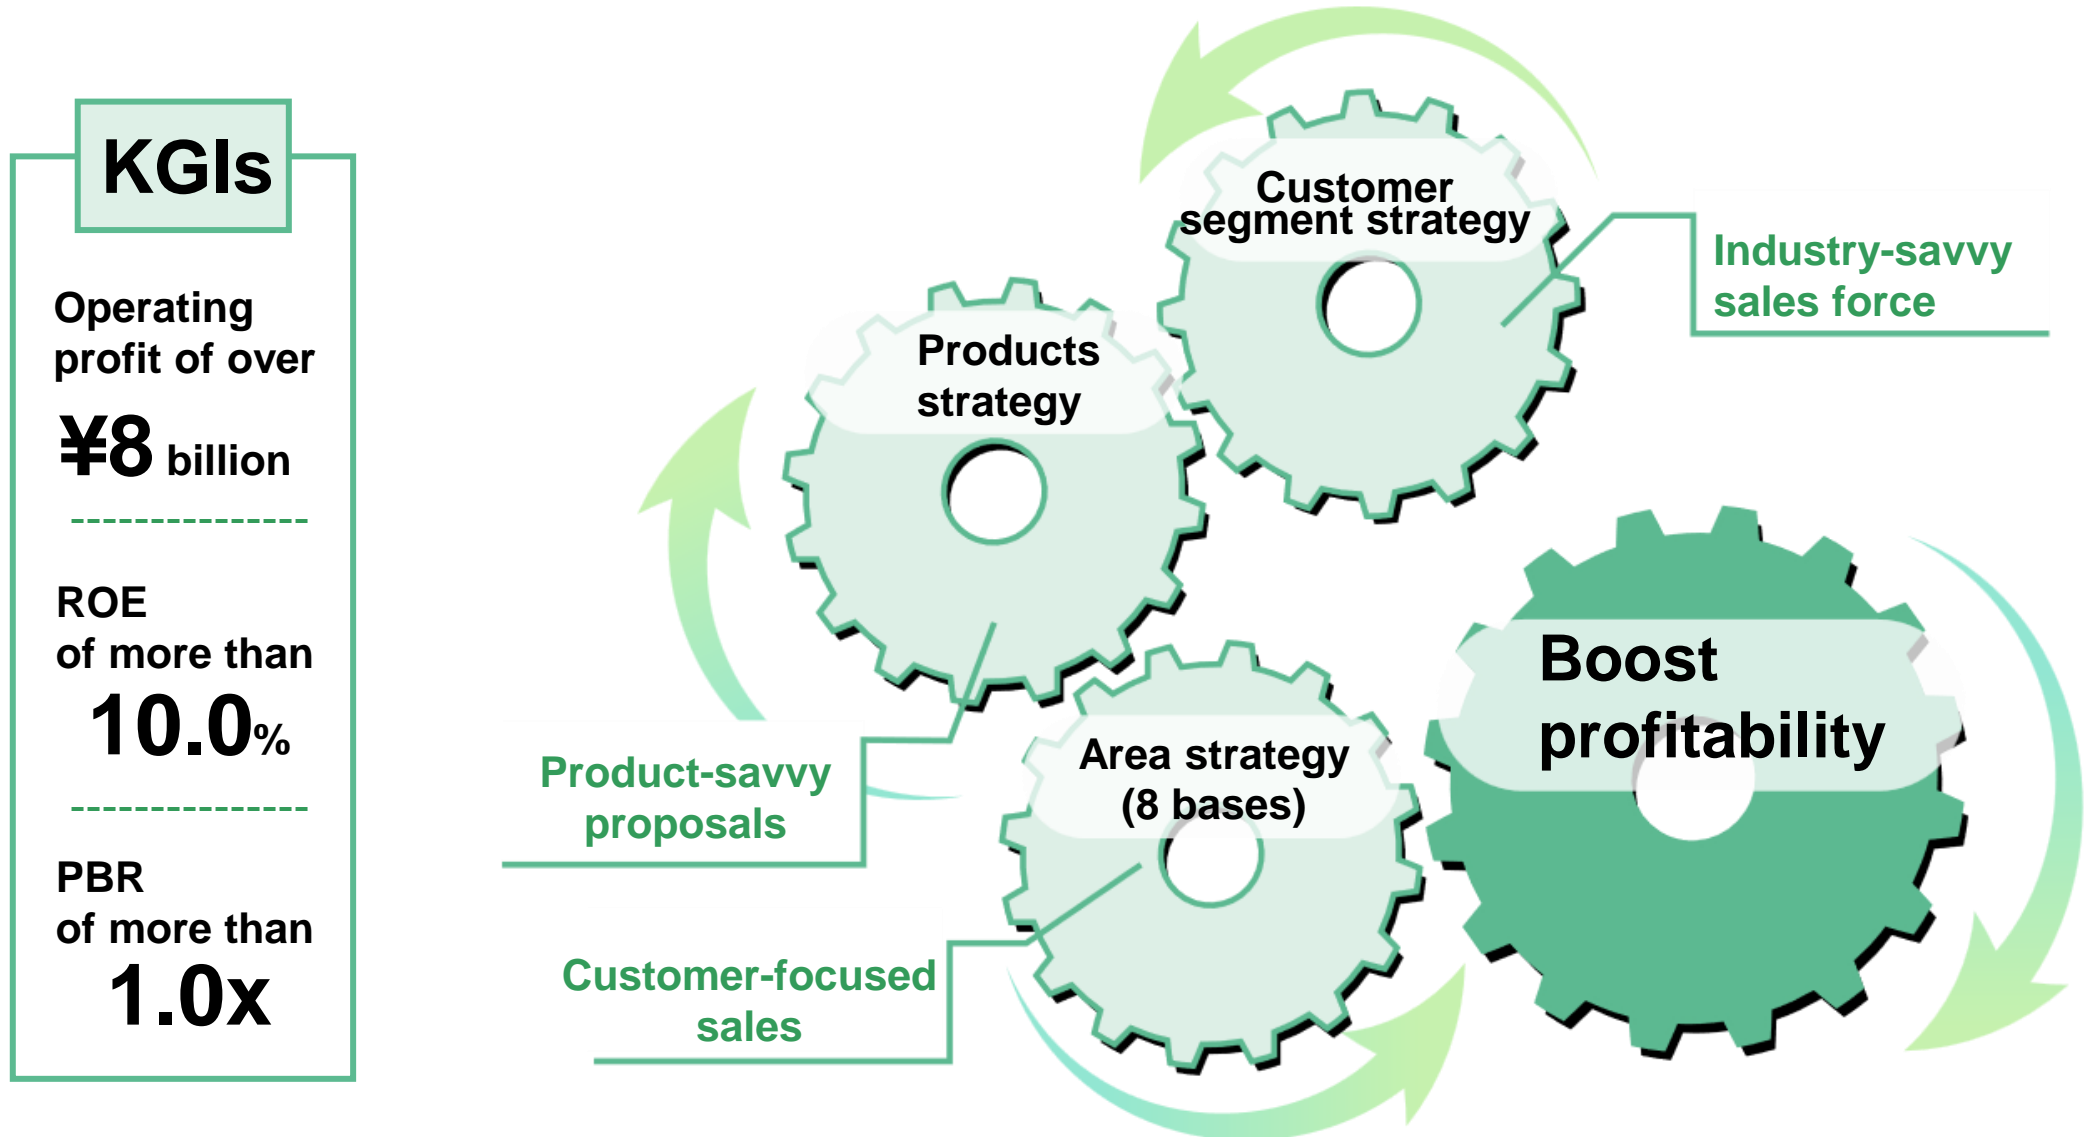 KGIs
Operating
profit of over
¥8 billion
ROE
of more than
10.0%
PBR
of more than
1.0x
Customer
segment strategy
Industry-savvy
sales force
Products
strategy
Product-savvy
proposals
Area strategy
(8 bases)
Customer-focused
sales
Boost
profitability